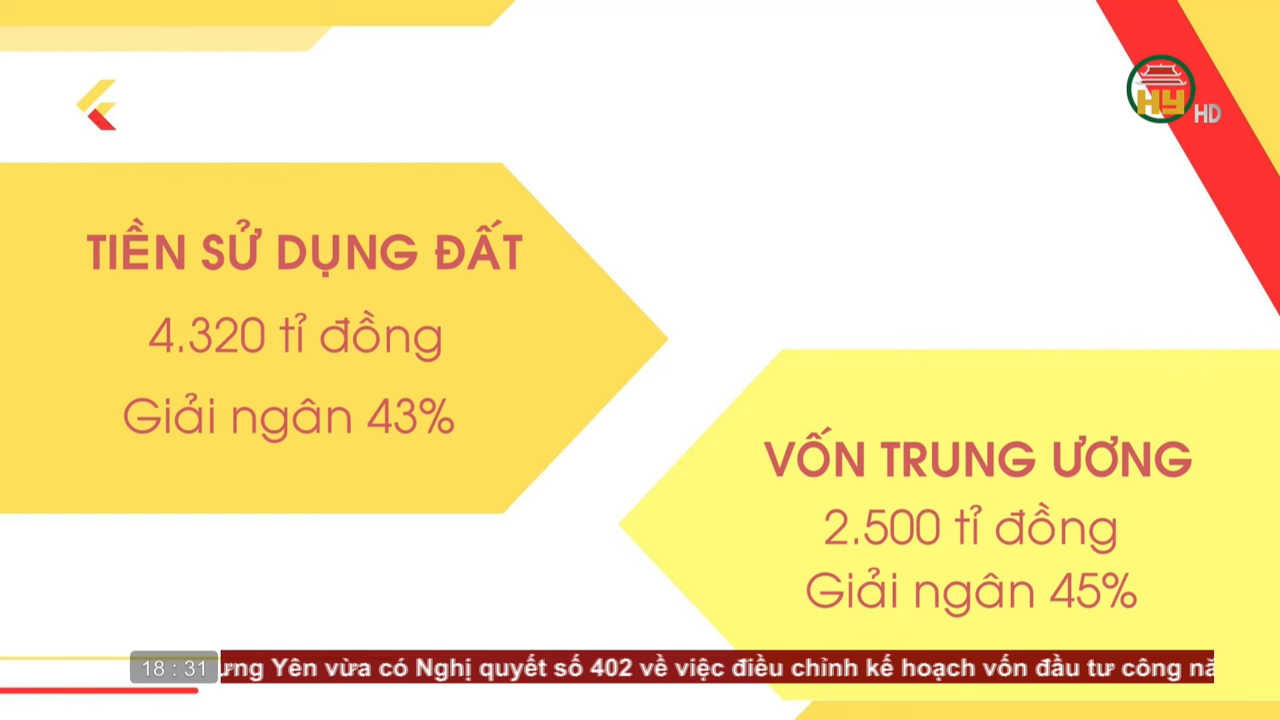 HY HD
TIỀN SỬ DỤNG ĐẤT
4.320 tỉ đồng
Giải ngân 43%
VỐN TRUNG ƯƠNG
2.500 tỉ đồng
Giải ngân 45%
18 : 31
ưng Yên vừa có Nghị quyết số 402 về việc điều chỉnh kế hoạch vốn đầu tư công nă